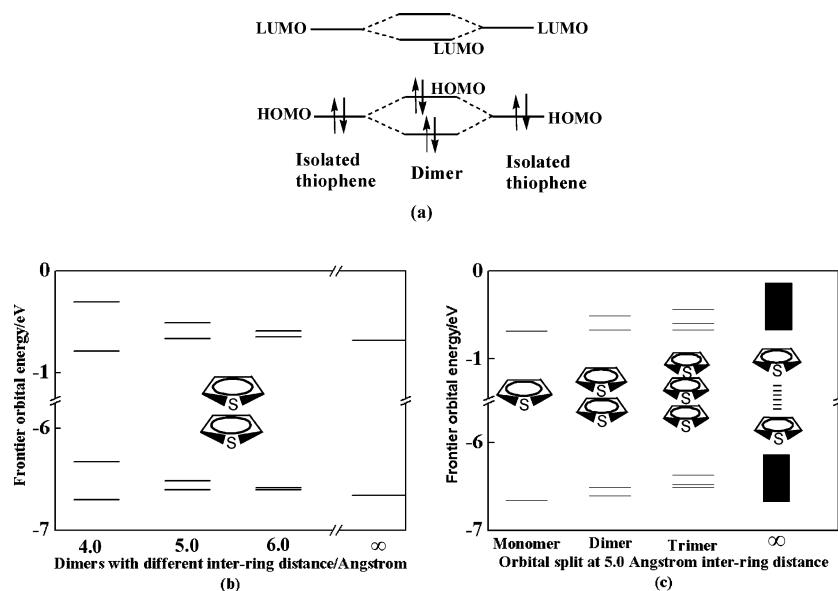 LUMO
LUMO
LUMO
HOMO
HOMO
HOMO
Isolated
thiophene
Dimer
Isolated
thiophene
(a)
0
-1
-6
-7
Frontier orbital energy/eV
S
S
4.0 5.0 6.0 ∞
Dimers with different inter-ring distance/Angstrom
(b)
0
-1
-6
-7
Frontier orbital energy/eV
S
S
S
S
S
S
S
S
Monomer Dimer Trimer ∞
Orbital split at 5.0 Angstrom inter-ring distance
(c)